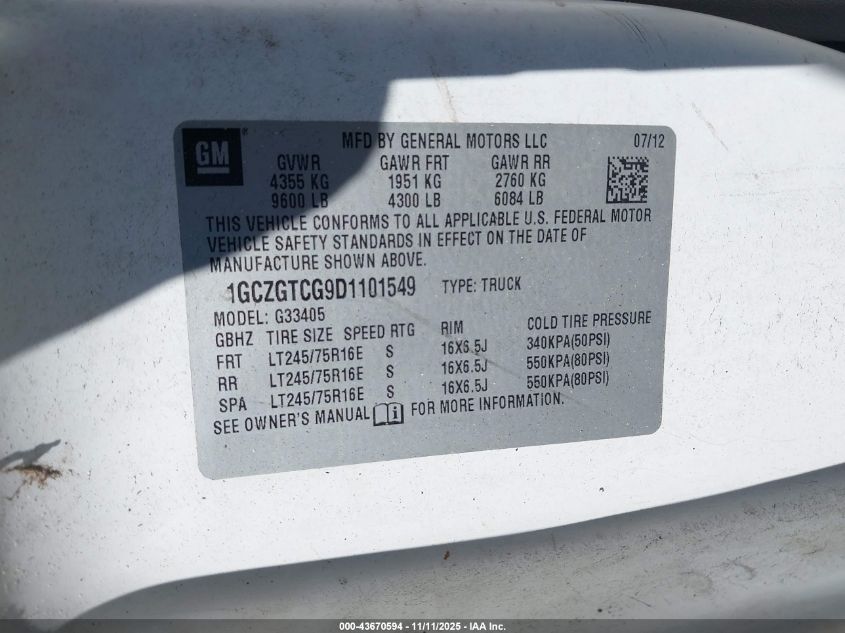 GM®
MFD BY GENERAL MOTORS LLC 07/12
GVWR GAWR FRT GAWR RR
4355 KG 1951 KG 2760 KG
9600 LB 4300 LB 6084 LB
THIS VEHICLE CONFORMS TO ALL APPLICABLE U.S. FEDERAL MOTOR
VEHICLE SAFETY STANDARDS IN EFFECT ON THE DATE OF
MANUFACTURE SHOWN ABOVE.
1GCZGTCG9D1101549 TYPE: TRUCK
MODEL: G33405
GBHZ TIRE SIZE SPEED RTG RIM COLD TIRE PRESSURE
FRT LT245/75R16E S 16X6.5J 340KPA(50PSI)
RR LT245/75R16E S 16X6.5J 550KPA(80PSI)
SPA LT245/75R16E S 16X6.5J 550KPA(80PSI)
SEE OWNER'S MANUAL i FOR MORE INFORMATION.
000-43670594 - 11/11/2025 - IAA Inc.